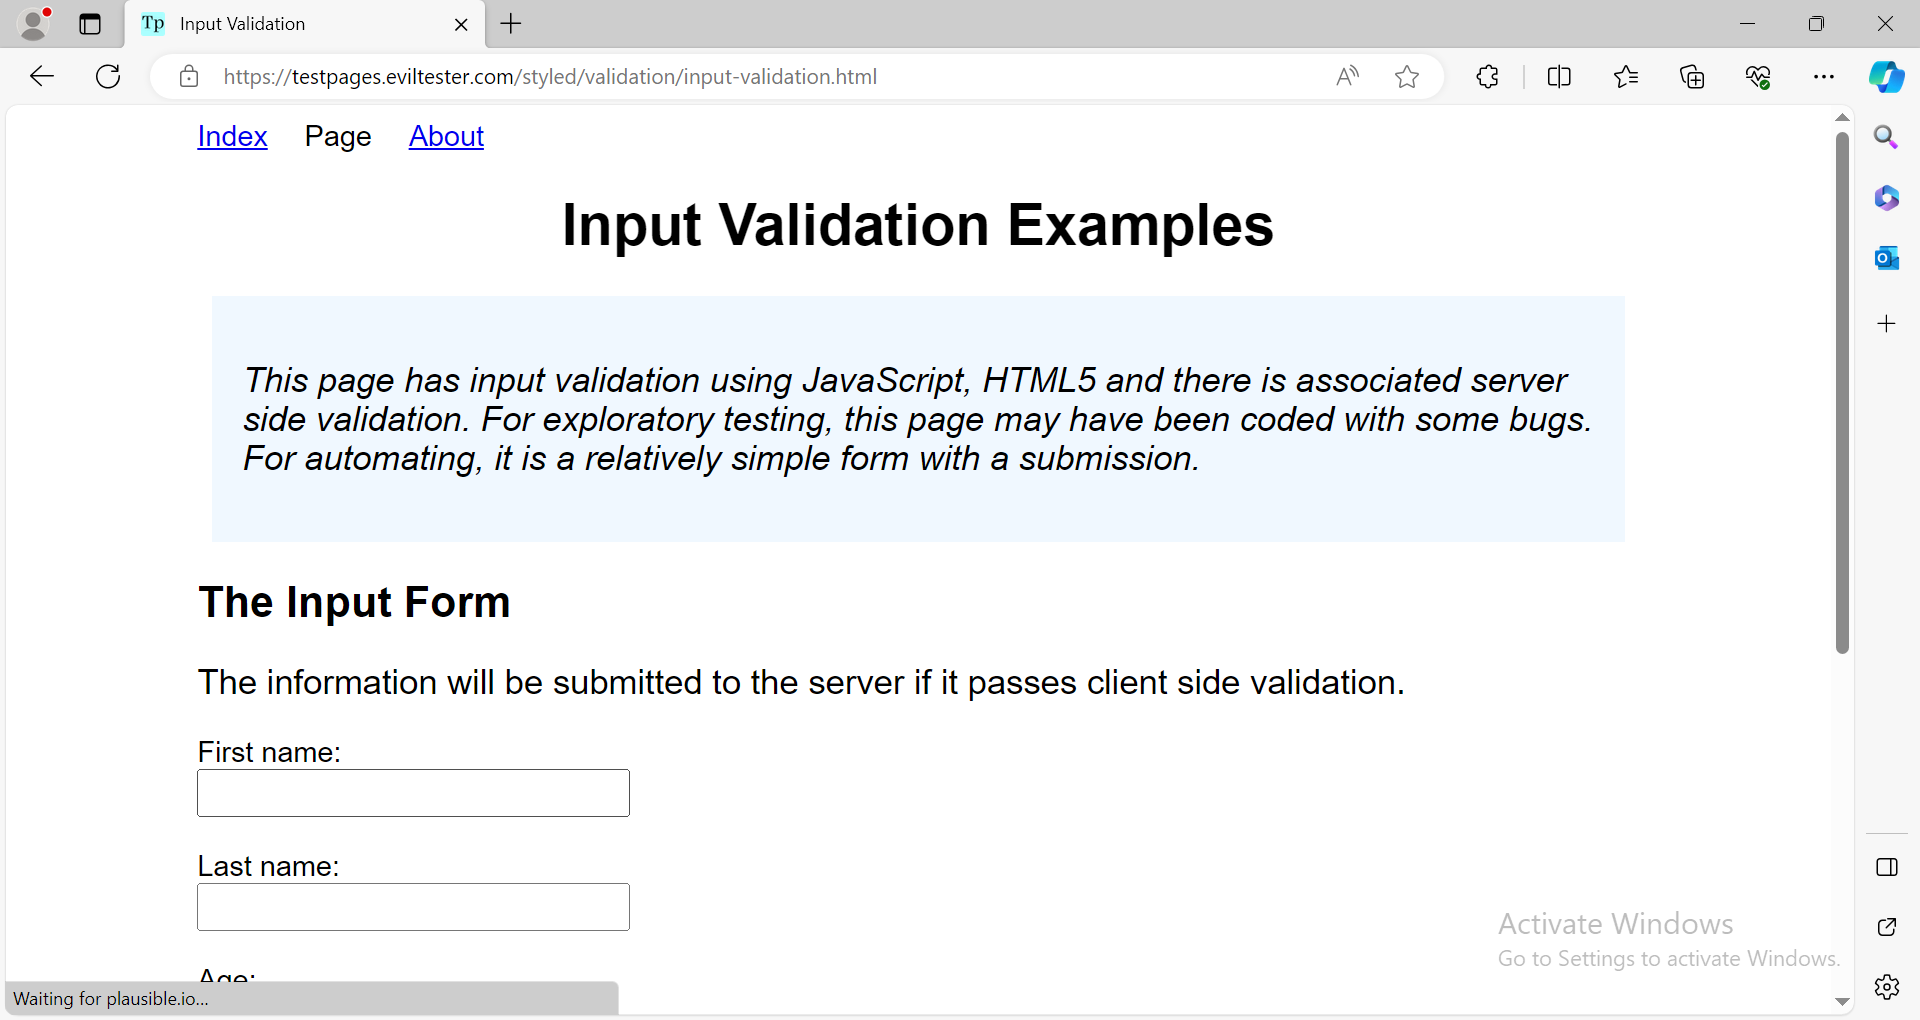 Tp Input Validation
https://testpages.eviltester.com/styled/validation/input-validation.html
Index Page About
Input Validation Examples
This page has input validation using JavaScript, HTML5 and there is associated server
side validation. For exploratory testing, this page may have been coded with some bugs.
For automating, it is a relatively simple form with a submission.
The Input Form
The information will be submitted to the server if it passes client side validation.
First name:
Last name:
Age:
Activate Windows
Go to Settings to activate Windows.
Waiting for plausible.io...